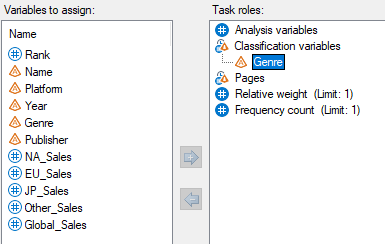 Variables to assign:
Name
Rank
Name
Platform
Year
Genre
Publisher
NA_Sales
EU_Sales
JP_Sales
Other_Sales
Global_Sales
Task roles:
Analysis variables
Classification variables
Genre
Pages
Relative weight (Limit: 1)
Frequency count (Limit: 1)